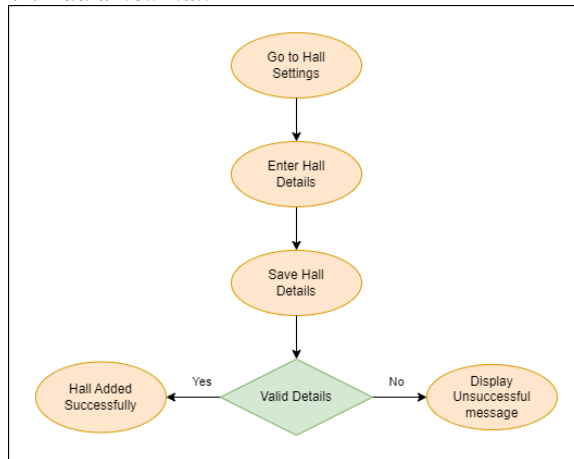 Go to Hall
Settings
Enter Hall
Details
Save Hall
Details
Yes
No
Hall Added
Successfully
Valid Details
Display
Unsuccessful
message